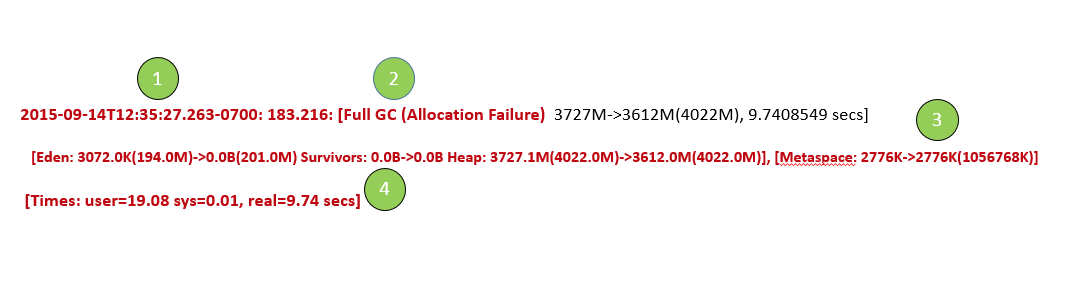 1 2
2015-09-14T12:35:27.263-0700: 183.216: [Full GC (Allocation Failure) 3727M->3612M(4022M), 9.7408549 secs]
3
[Eden: 3072.0K(194.0M)->0.0B(201.0M) Survivors: 0.0B->0.0B Heap: 3727.1M(4022.0M)->3612.0M(4022.0M)], [Metaspace: 2776K->2776K(1056768K)]
4
[Times: user=19.08 sys=0.01, real=9.74 secs]